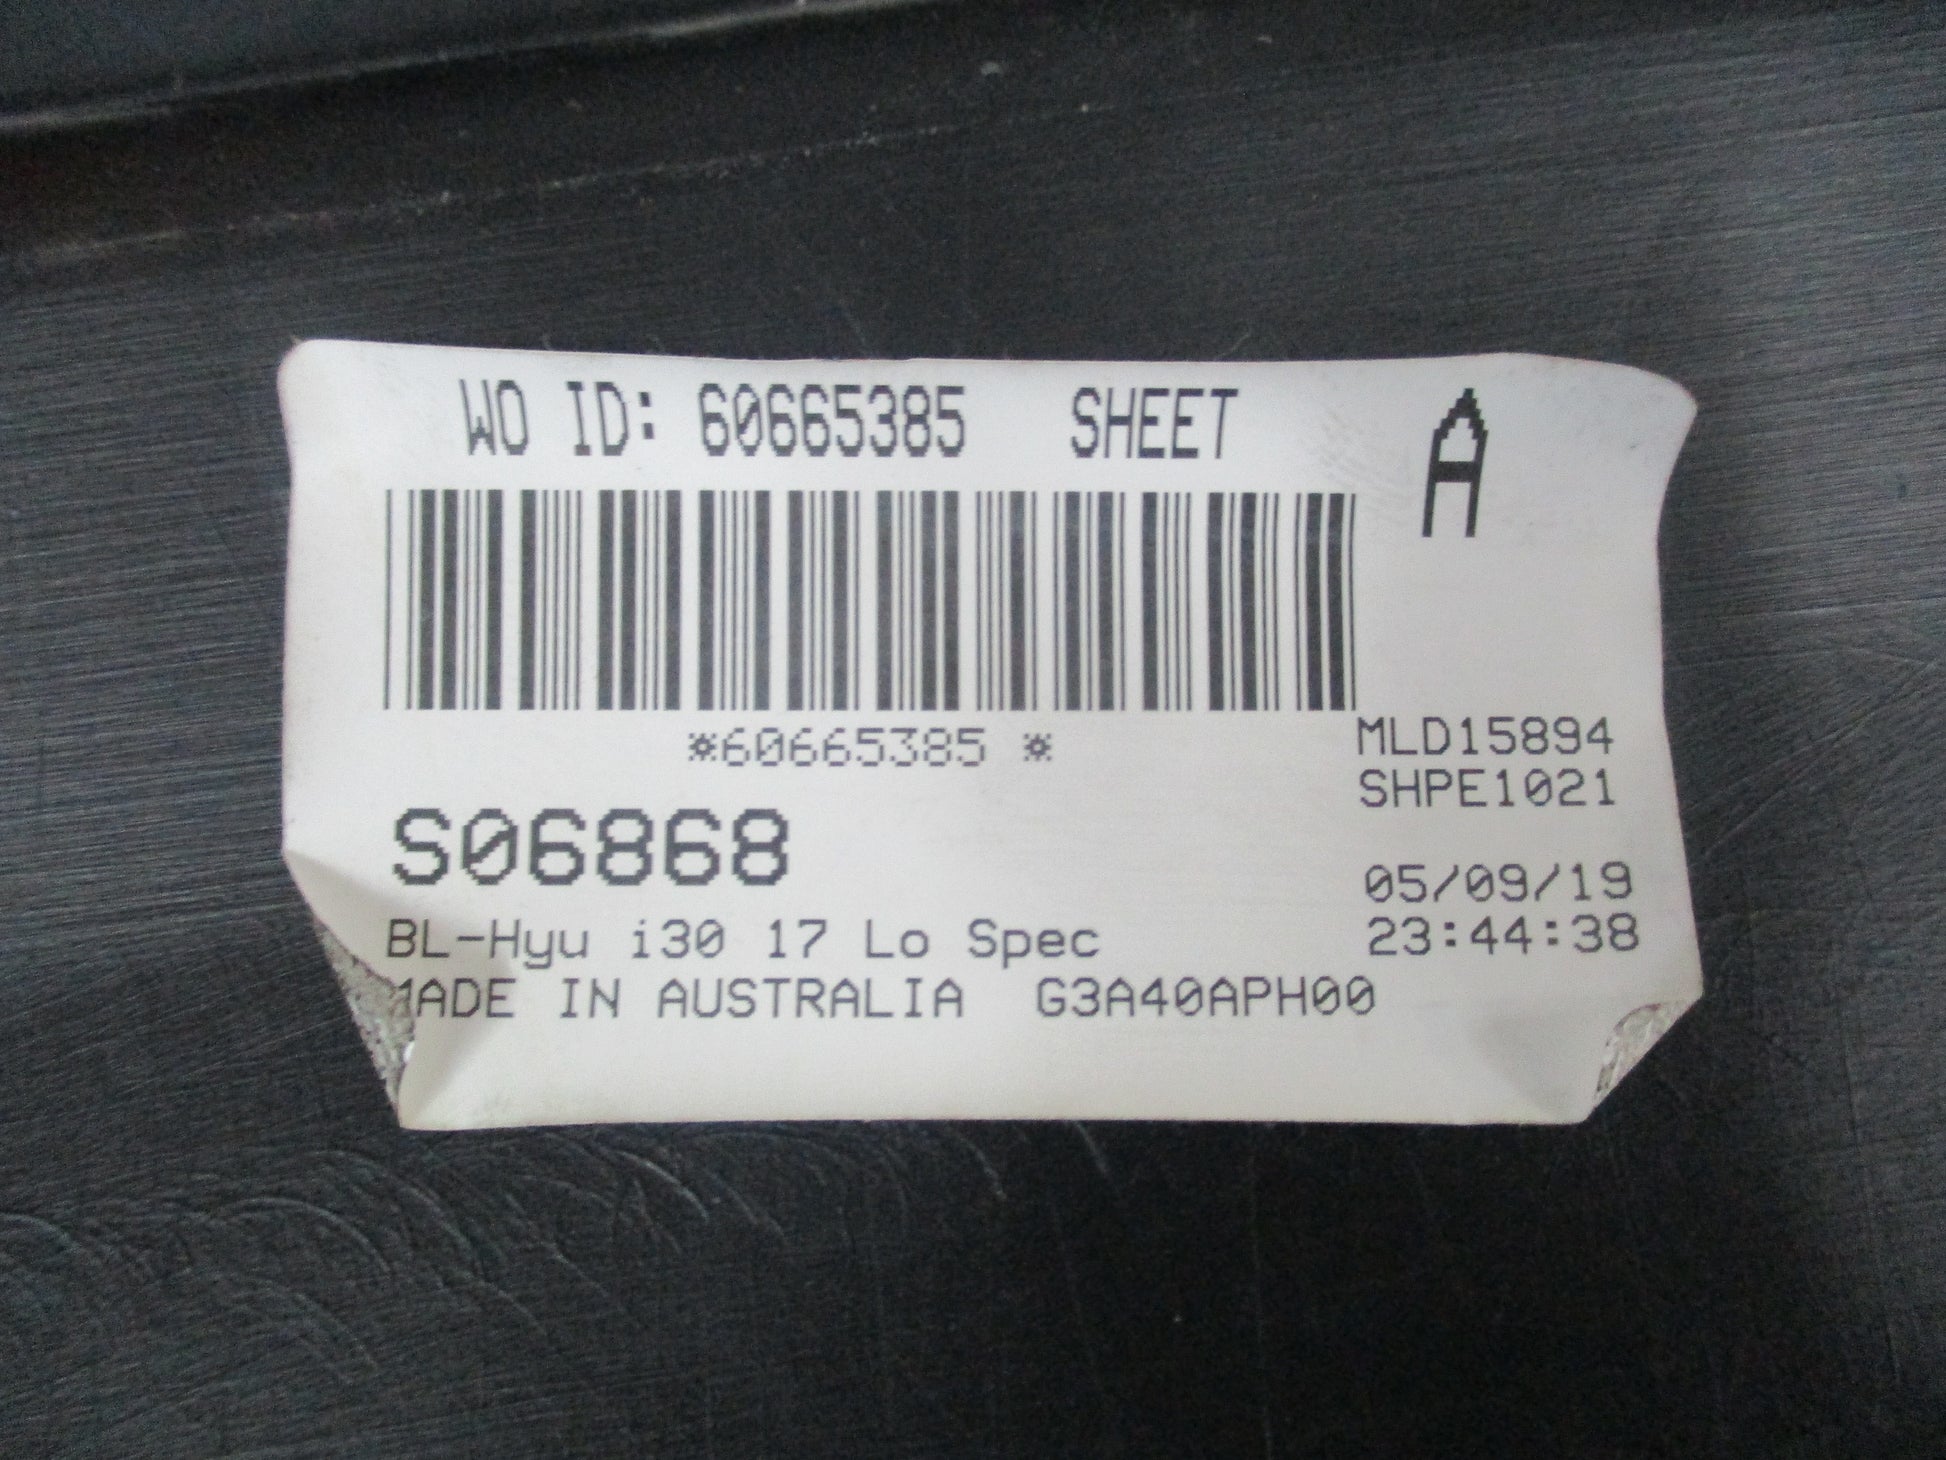 WO ID: 60665385 SHEET A
*60665385 *
MLD15894
SHPE1021
S06868
05/09/19
BL-Hyu i30 17 Lo Spec 23:44:38
MADE IN AUSTRALIA G3A40APH00